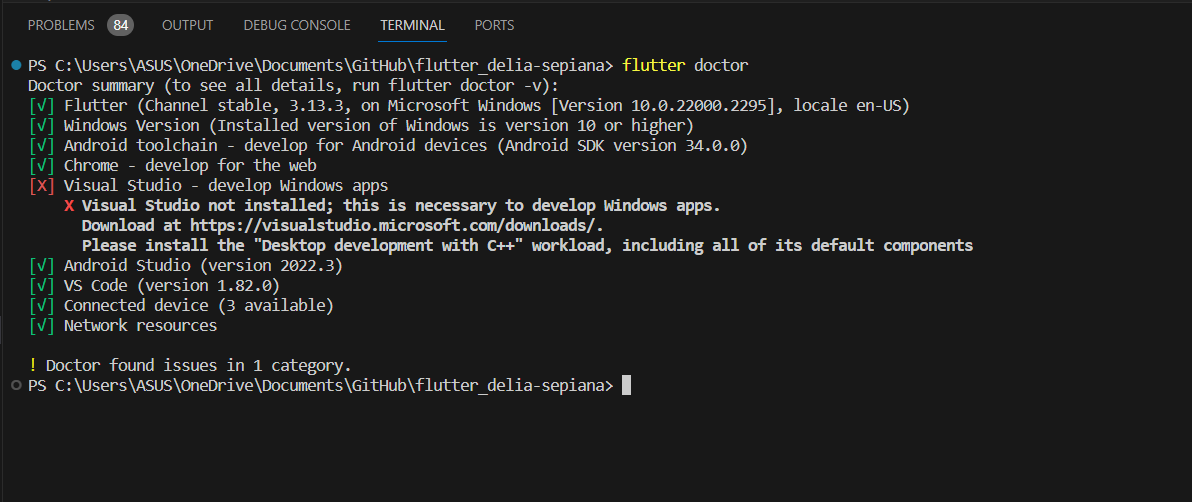 PROBLEMS 84 OUTPUT DEBUG CONSOLE TERMINAL PORTS
PS C:\Users\ASUS\OneDrive\Documents\GitHub\flutter_delia-sepiana> flutter doctor
Doctor summary (to see all details, run flutter doctor -v):
[√] Flutter (Channel stable, 3.13.3, on Microsoft Windows [Version 10.0.22000.2295], locale en-US)
[√] Windows Version (Installed version of Windows is version 10 or higher)
[√] Android toolchain - develop for Android devices (Android SDK version 34.0.0)
[√] Chrome - develop for the web
[X] Visual Studio - develop Windows apps
X Visual Studio not installed; this is necessary to develop Windows apps.
Download at https://visualstudio.microsoft.com/downloads/.
Please install the "Desktop development with C++" workload, including all of its default components
[√] Android Studio (version 2022.3)
[√] VS Code (version 1.82.0)
[√] Connected device (3 available)
[√] Network resources
! Doctor found issues in 1 category.
PS C:\Users\ASUS\OneDrive\Documents\GitHub\flutter_delia-sepiana>